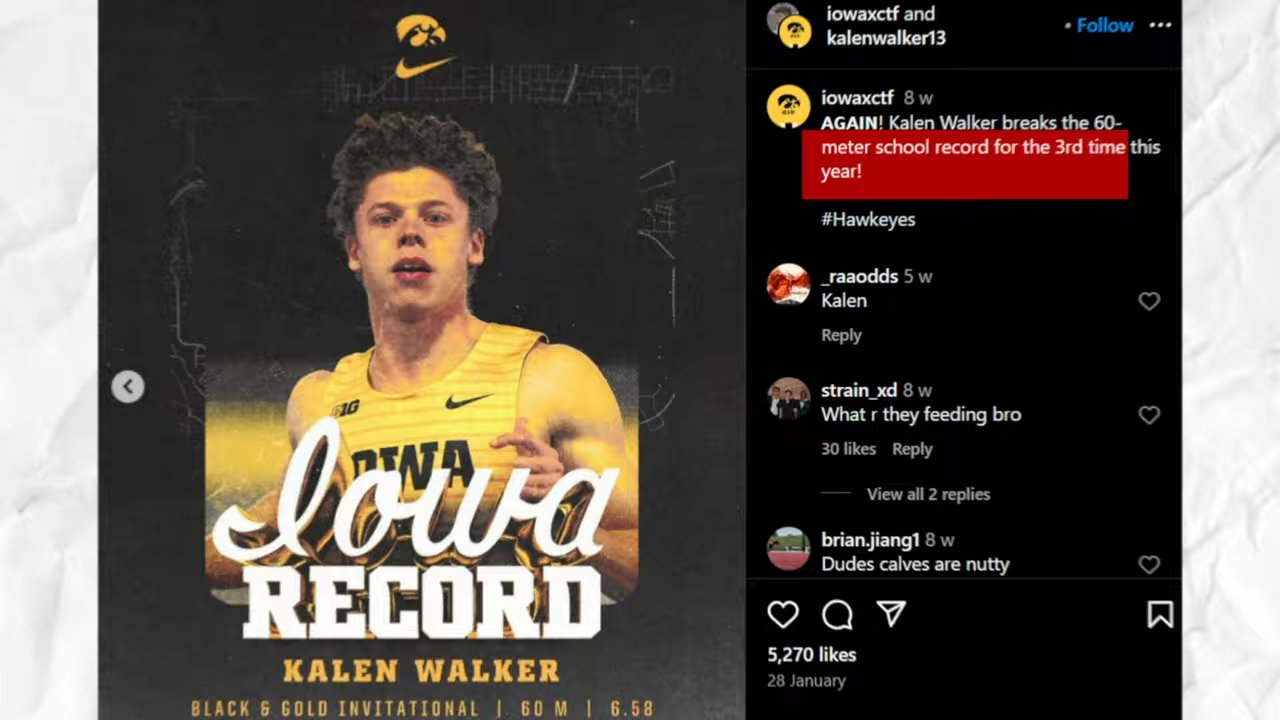 B1G
IOWA
Iowa
RECORD
KALEN WALKER
BLACK & GOLD INVITATIONAL | 60 M | 6.58
iowaxctf and
kalenwalker13
• Follow •••
iowaxctf 8 w
AGAIN! Kalen Walker breaks the 60-
meter school record for the 3rd time this
year!
#Hawkeyes
_raaodds 5 w
Kalen
Reply
strain_xd 8 w
What r they feeding bro
30 likes Reply
View all 2 replies
brian.jiang1 8 w
Dudes calves are nutty
5,270 likes
28 January